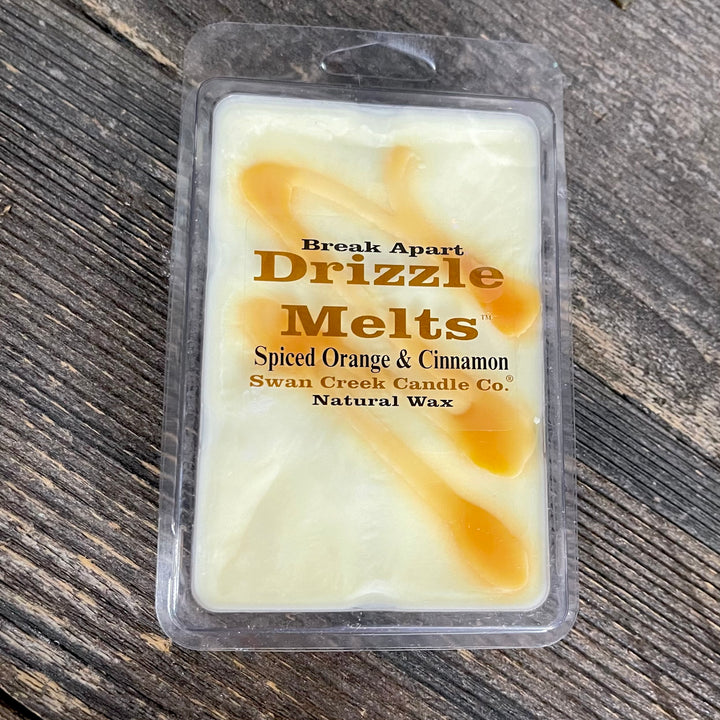 Break Apart
Drizzle
Melts™
Spiced Orange & Cinnamon
Swan Creek Candle Co.®
Natural Wax